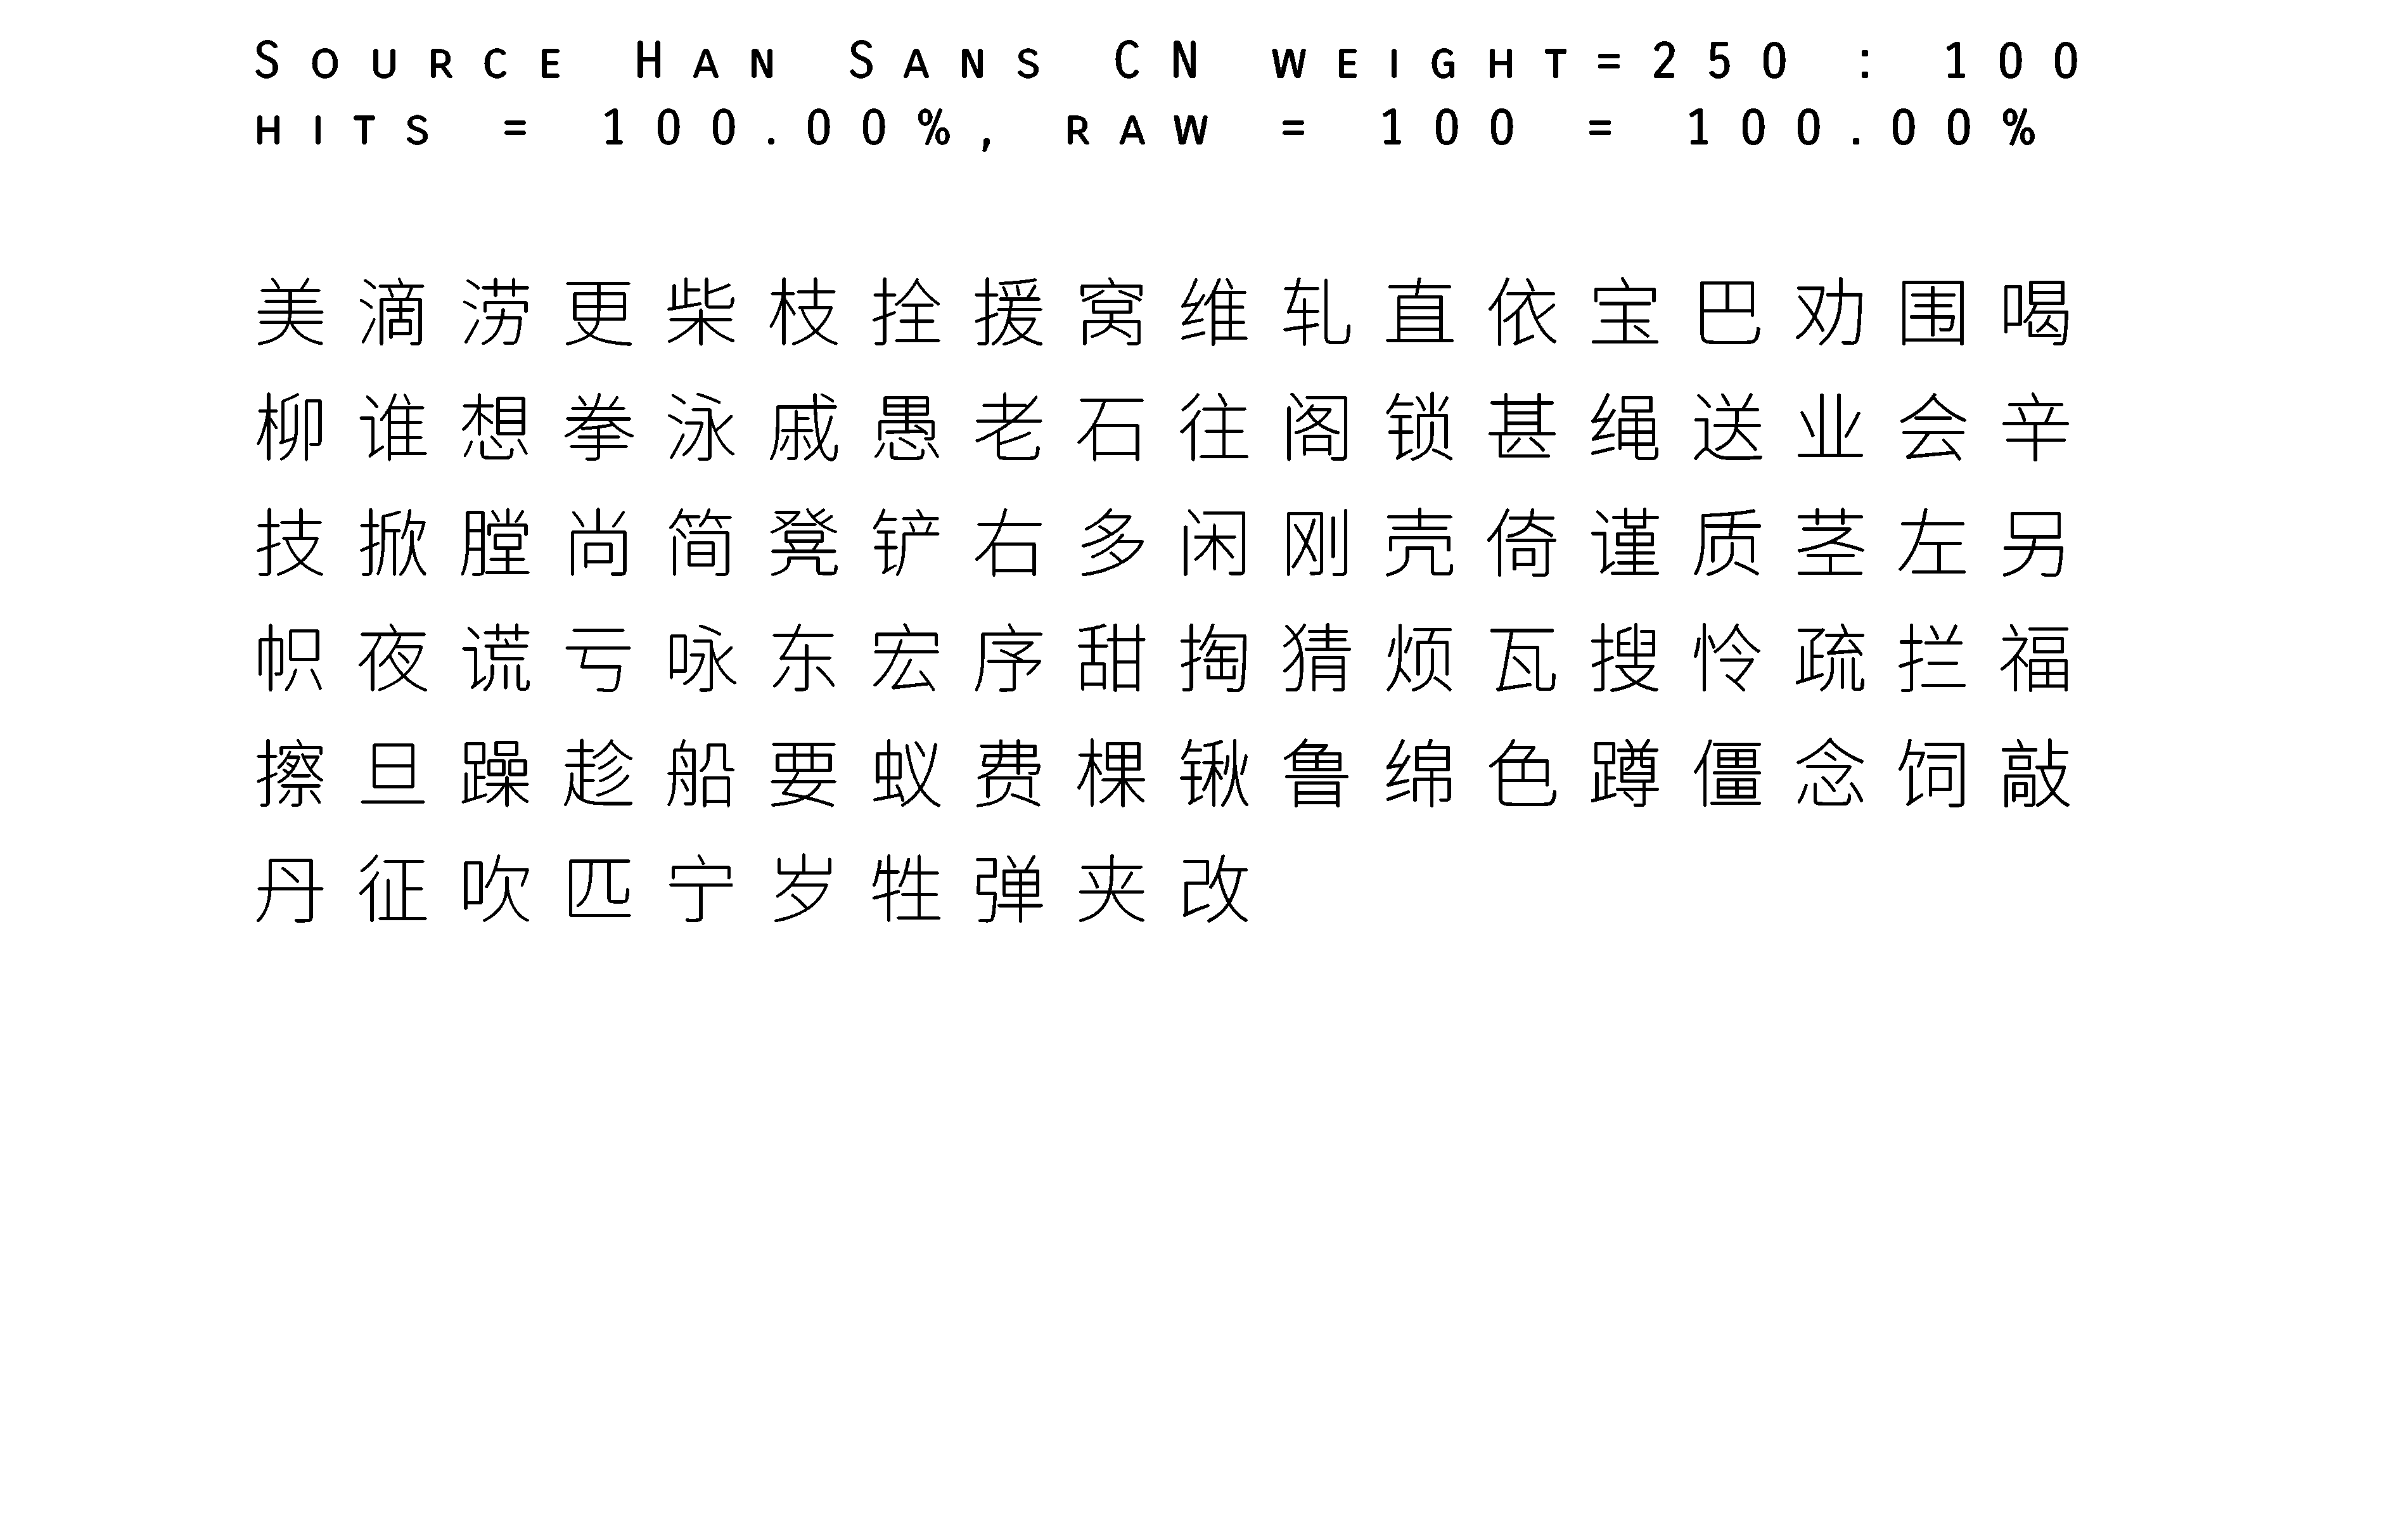 Source Han Sans CN weight=250 : 100
hits = 100.00%, raw = 100 = 100.00%
美滴涝更柴枝拴援窝维轧直依宝巴劝围喝
柳谁想拳泳戚愚老石往阁锁甚绳送业会辛
技掀膛尚简凳铲右多闲刚壳倚谨质茎左另
帜夜谎亏咏东宏序甜掏猜烦瓦搜怜疏拦福
擦旦躁趁船要蚁费棵锹鲁绵色蹲僵念饲敲
丹征吹匹宁岁牲弹夹改